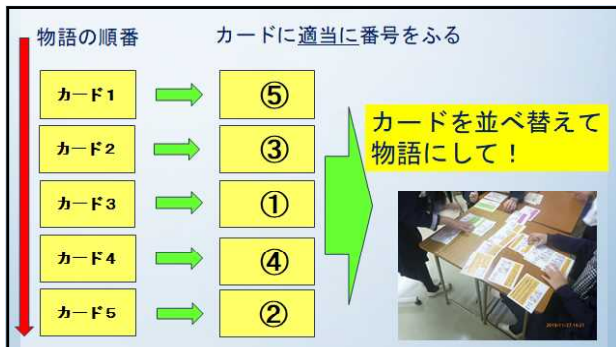 物語の順番
カードに適当に番号をふる
カード1
⑤
カード2
③
カード3
①
カード4
④
カード5
②
カードを並べ替えて
物語にして！